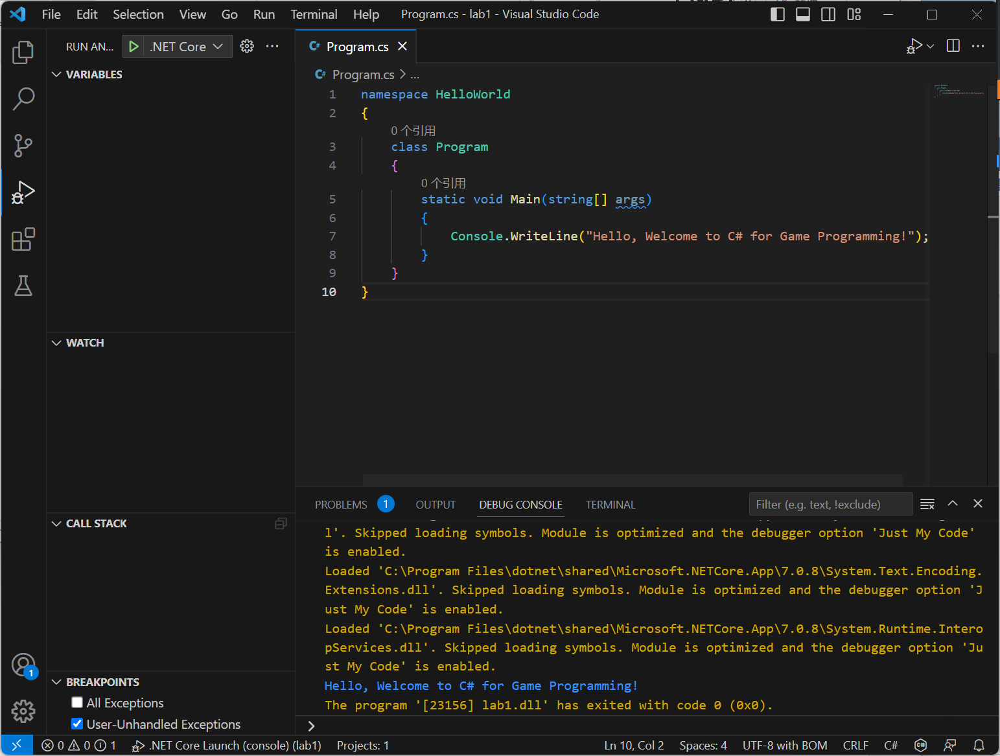 File Edit Selection View Go Run Terminal Help Program.cs - lab1 - Visual Studio Code
RUN AN... .NET Core ...
VARIABLES
WATCH
CALL STACK
BREAKPOINTS
All Exceptions
User-Unhandled Exceptions
1
Program.cs
Program.cs > ...
1 namespace HelloWorld
2 {
0 个引用
3 class Program
4 {
0 个引用
5 static void Main(string[] args)
6 {
7 Console.WriteLine("Hello, Welcome to C# for Game Programming!");
8 }
9 }
10 }
PROBLEMS 1 OUTPUT DEBUG CONSOLE TERMINAL Filter (e.g. text, !exclude)
l'. Skipped loading symbols. Module is optimized and the debugger option 'Just My Code'
is enabled.
Loaded 'C:\Program Files\dotnet\shared\Microsoft.NETCore.App\7.0.8\System.Text.Encoding.
Extensions.dll'. Skipped loading symbols. Module is optimized and the debugger option 'J
ust My Code' is enabled.
Loaded 'C:\Program Files\dotnet\shared\Microsoft.NETCore.App\7.0.8\System.Runtime.Intero
pServices.dll'. Skipped loading symbols. Module is optimized and the debugger option 'Ju
st My Code' is enabled.
Hello, Welcome to C# for Game Programming!
The program '[23156] lab1.dll' has exited with code 0 (0x0).
>
0 0 1 .NET Core Launch (console) (lab1) Projects: 1 Ln 10, Col 2 Spaces: 4 UTF-8 with BOM CRLF C#